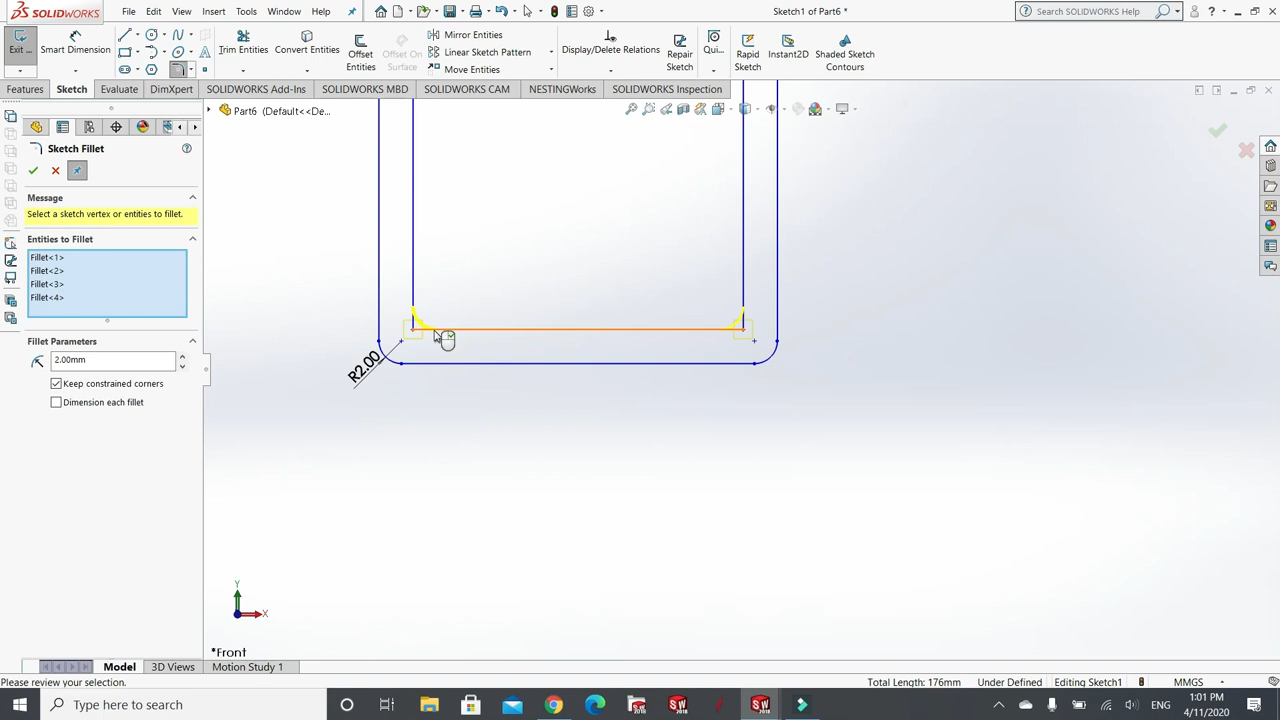 SOLIDWORKS File Edit View Insert Tools Window Help Sketch1 of Part6 * Search SOLIDWORKS Help
Exit ... Smart Dimension Trim Entities Convert Entities Offset Entities Offset On Surface Mirror Entities Linear Sketch Pattern Move Entities Display/Delete Relations Repair Sketch Qui... Rapid Sketch Instant2D Shaded Sketch Contours
Features Sketch Evaluate DimXpert SOLIDWORKS Add-Ins SOLIDWORKS MBD SOLIDWORKS CAM NESTINGWorks SOLIDWORKS Inspection
Part6 (Default<<De...
Sketch Fillet
Message
Select a sketch vertex or entities to fillet.
Entities to Fillet
Fillet<1>
Fillet<2>
Fillet<3>
Fillet<4>
Fillet Parameters
2.00mm
Keep constrained corners
Dimension each fillet
R2.00
Y
X
*Front
Model 3D Views Motion Study 1
Please review your selection. Total Length: 176mm Under Defined Editing Sketch1 MMGS
Type here to search ENG 1:01 PM
4/11/2020